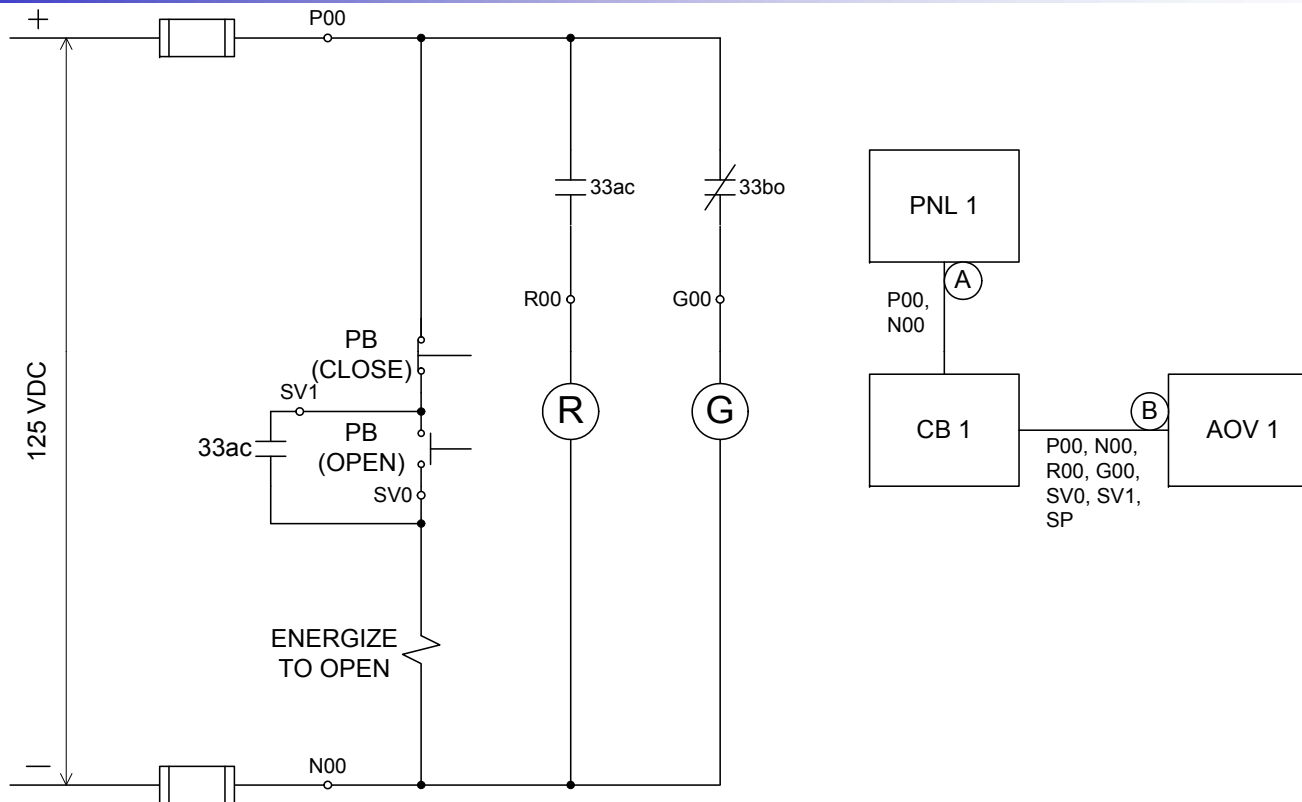 +
P00
33ac
33bo
R00
G00
PB
(CLOSE)
SV1
PB
(OPEN)
33ac
SV0
R
G
125 VDC
ENERGIZE
TO OPEN
—
N00
PNL 1
A
P00,
N00
CB 1
B
AOV 1
P00, N00,
R00, G00,
SV0, SV1,
SP